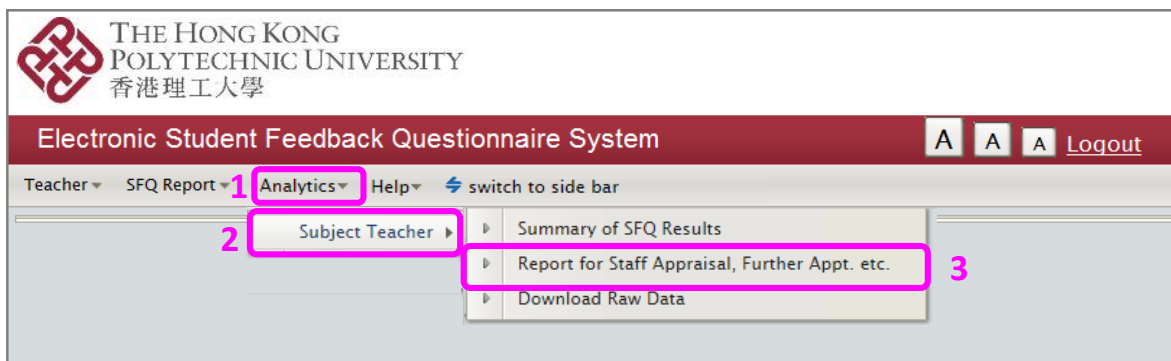 THE HONG KONG
POLYTECHNIC UNIVERSITY
香港理工大學
Electronic Student Feedback Questionnaire System A A A Logout
Teacher SFQ Report 1 Analytics Help switch to side bar
2 Subject Teacher Summary of SFQ Results
Report for Staff Appraisal, Further Appt. etc. 3
Download Raw Data